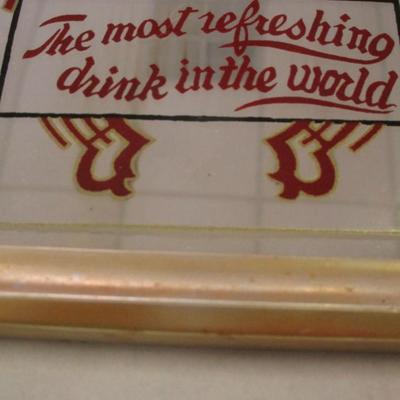 The most refreshing
drink in the world